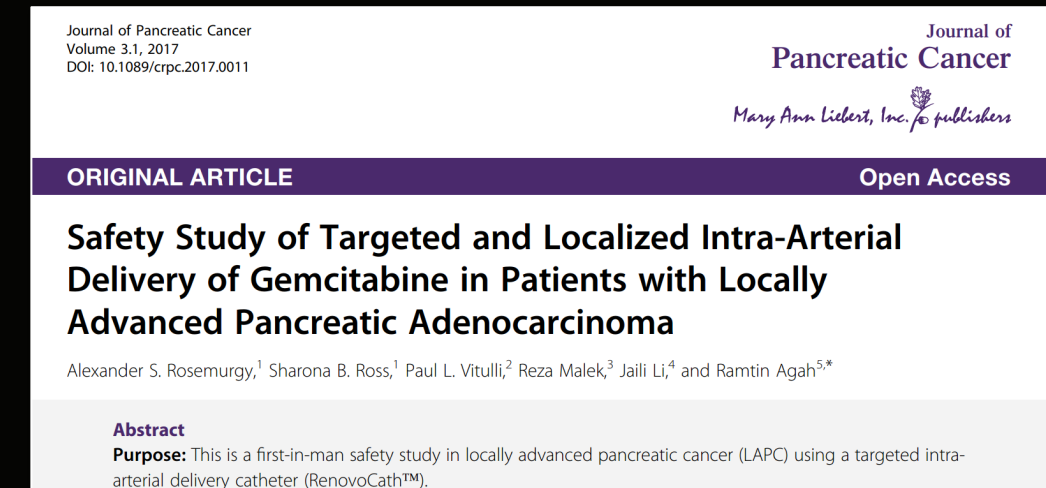 Journal of Pancreatic Cancer
Volume 3.1, 2017
DOI: 10.1089/crpc.2017.0011
Journal of
Pancreatic Cancer
Mary Ann Liebert, Inc. publishers
ORIGINAL ARTICLE
Open Access
Safety Study of Targeted and Localized Intra-Arterial
Delivery of Gemcitabine in Patients with Locally
Advanced Pancreatic Adenocarcinoma
Alexander S. Rosemurgy,¹ Sharona B. Ross,¹ Paul L. Vitulli,² Reza Malek,³ Jaili Li,⁴ and Ramtin Agah⁵,*
Abstract
Purpose: This is a first-in-man safety study in locally advanced pancreatic cancer (LAPC) using a targeted intra-
arterial delivery catheter (RenovoCath™).